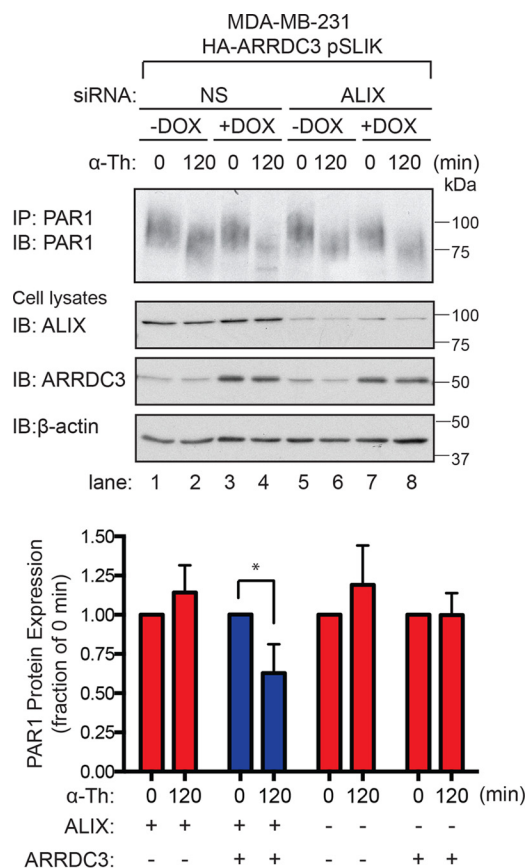 MDA-MB-231
HA-ARRDC3 pSLIK
siRNA: NS ALIX
-DOX +DOX -DOX +DOX
α-Th: 0 120 0 120 0 120 0 120 (min)
kDa
IP: PAR1
IB: PAR1
100
75
Cell lysates
IB: ALIX
100
75
IB: ARRDC3
50
IB:β-actin
50
37
lane: 1 2 3 4 5 6 7 8
PAR1 Protein Expression
(fraction of 0 min)
1.50
1.25
1.00
0.75
0.50
0.25
0.00
*
α-Th: 0 120 0 120 0 120 0 120 (min)
ALIX: + + + + - - - -
ARRDC3: - - + + - - + +